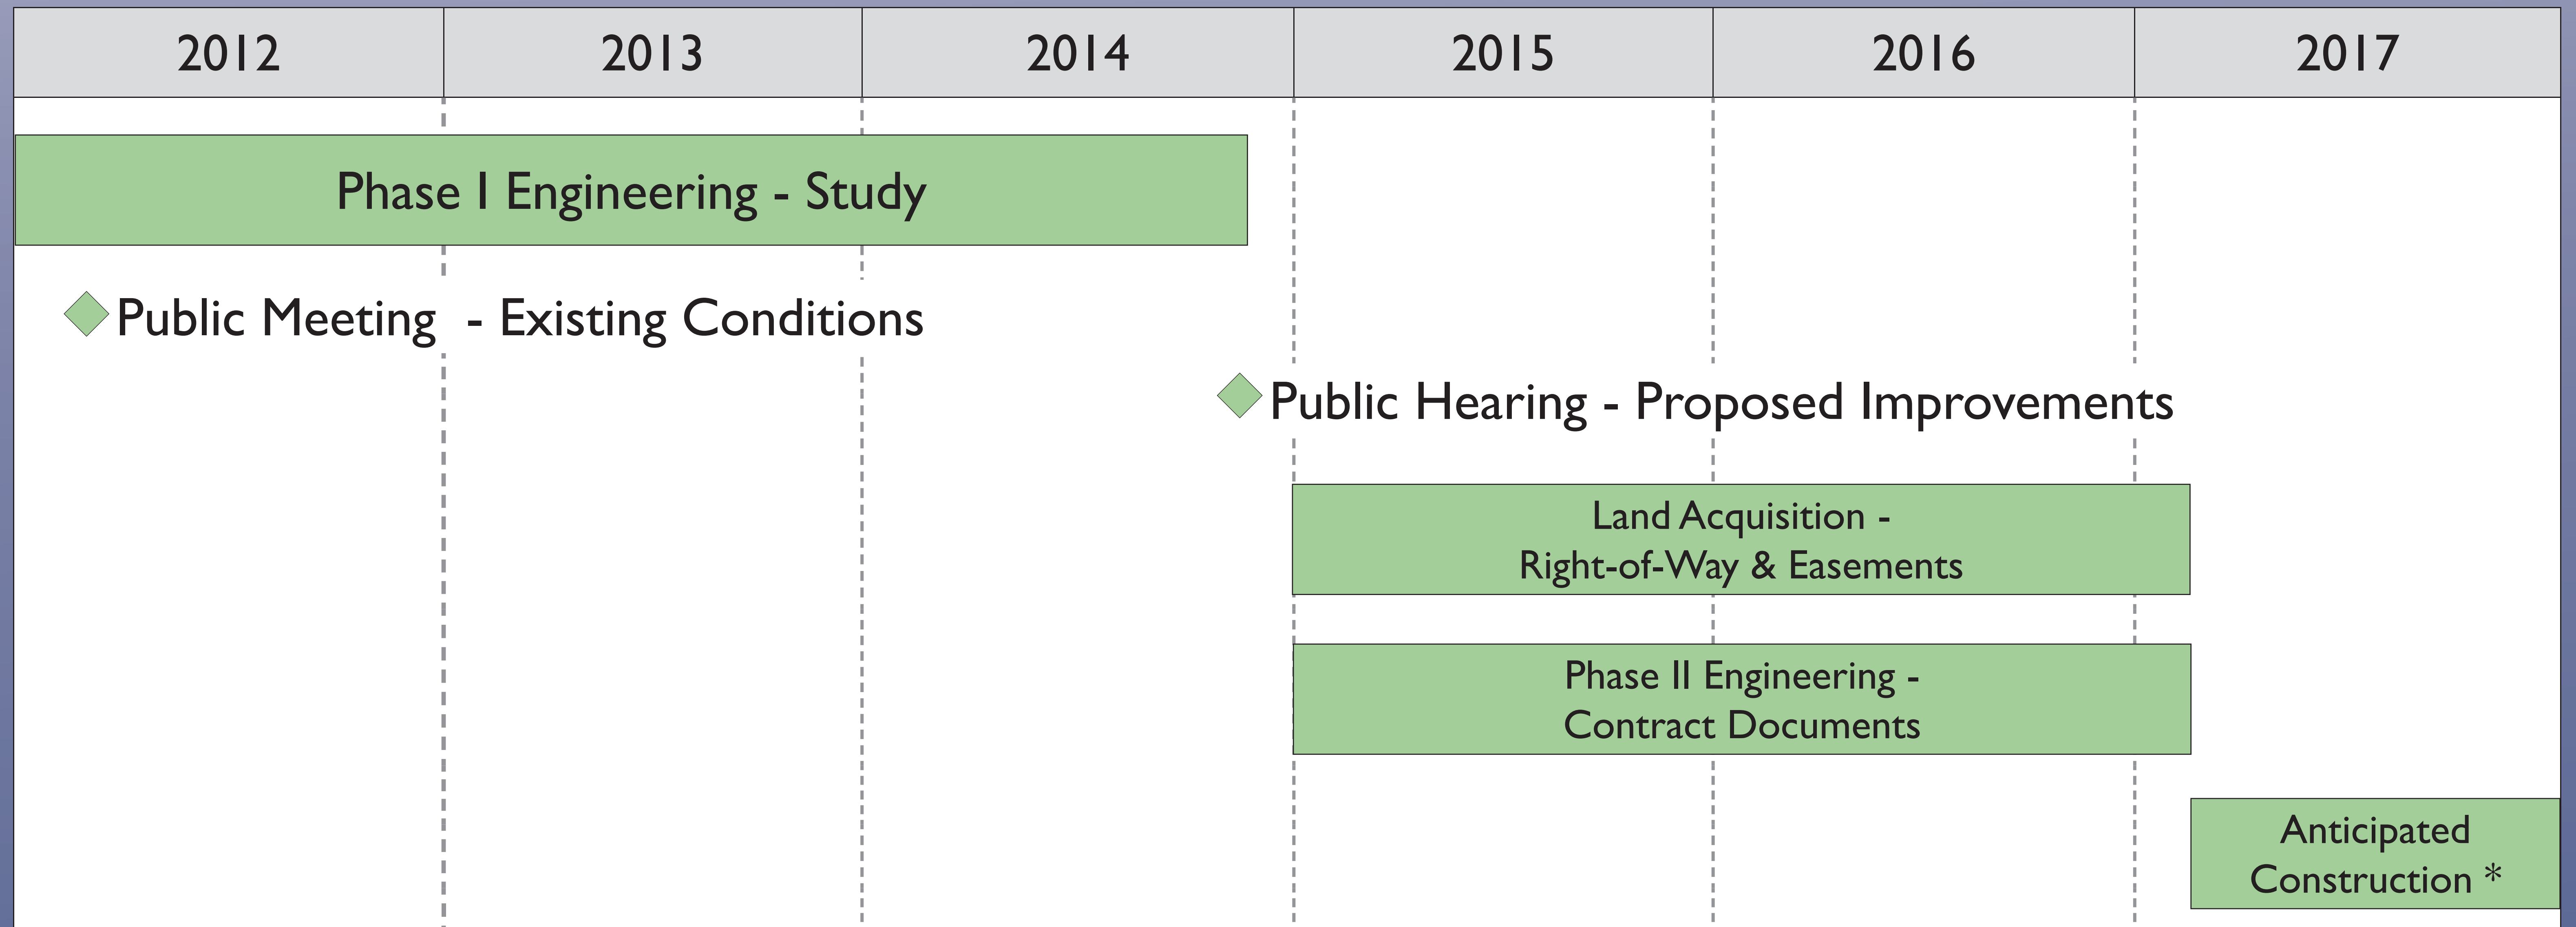 2012 2013 2014 2015 2016 2017
Phase I Engineering - Study
Public Meeting - Existing Conditions
Public Hearing - Proposed Improvements
Land Acquisition -
Right-of-Way & Easements
Phase II Engineering -
Contract Documents
Anticipated
Construction *